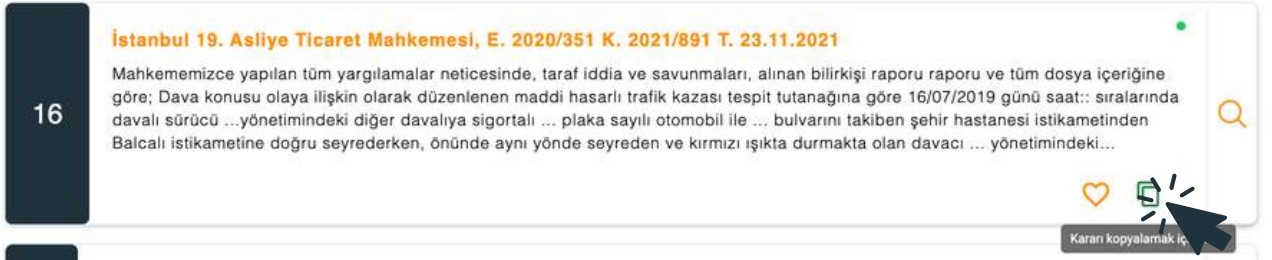 16
İstanbul 19. Asliye Ticaret Mahkemesi, E. 2020/351 K. 2021/891 T. 23.11.2021
Mahkememizce yapılan tüm yargılamalar neticesinde, taraf iddia ve savunmaları, alınan bilirkişi raporu raporu ve tüm dosya içeriğine
göre; Dava konusu olaya ilişkin olarak düzenlenen maddi hasarlı trafik kazası tespit tutanağına göre 16/07/2019 günü saat:: sıralarında
davalı sürücü ...yönetimindeki diğer davalıya sigortalı ... plaka sayılı otomobil ile ... bulvarını takiben şehir hastanesi istikametinden
Balcalı istikametine doğru seyrederken, önünde aynı yönde seyreden ve kırmızı ışıkta durmakta olan davacı ... yönetimindeki...
Kararı kopyalamak